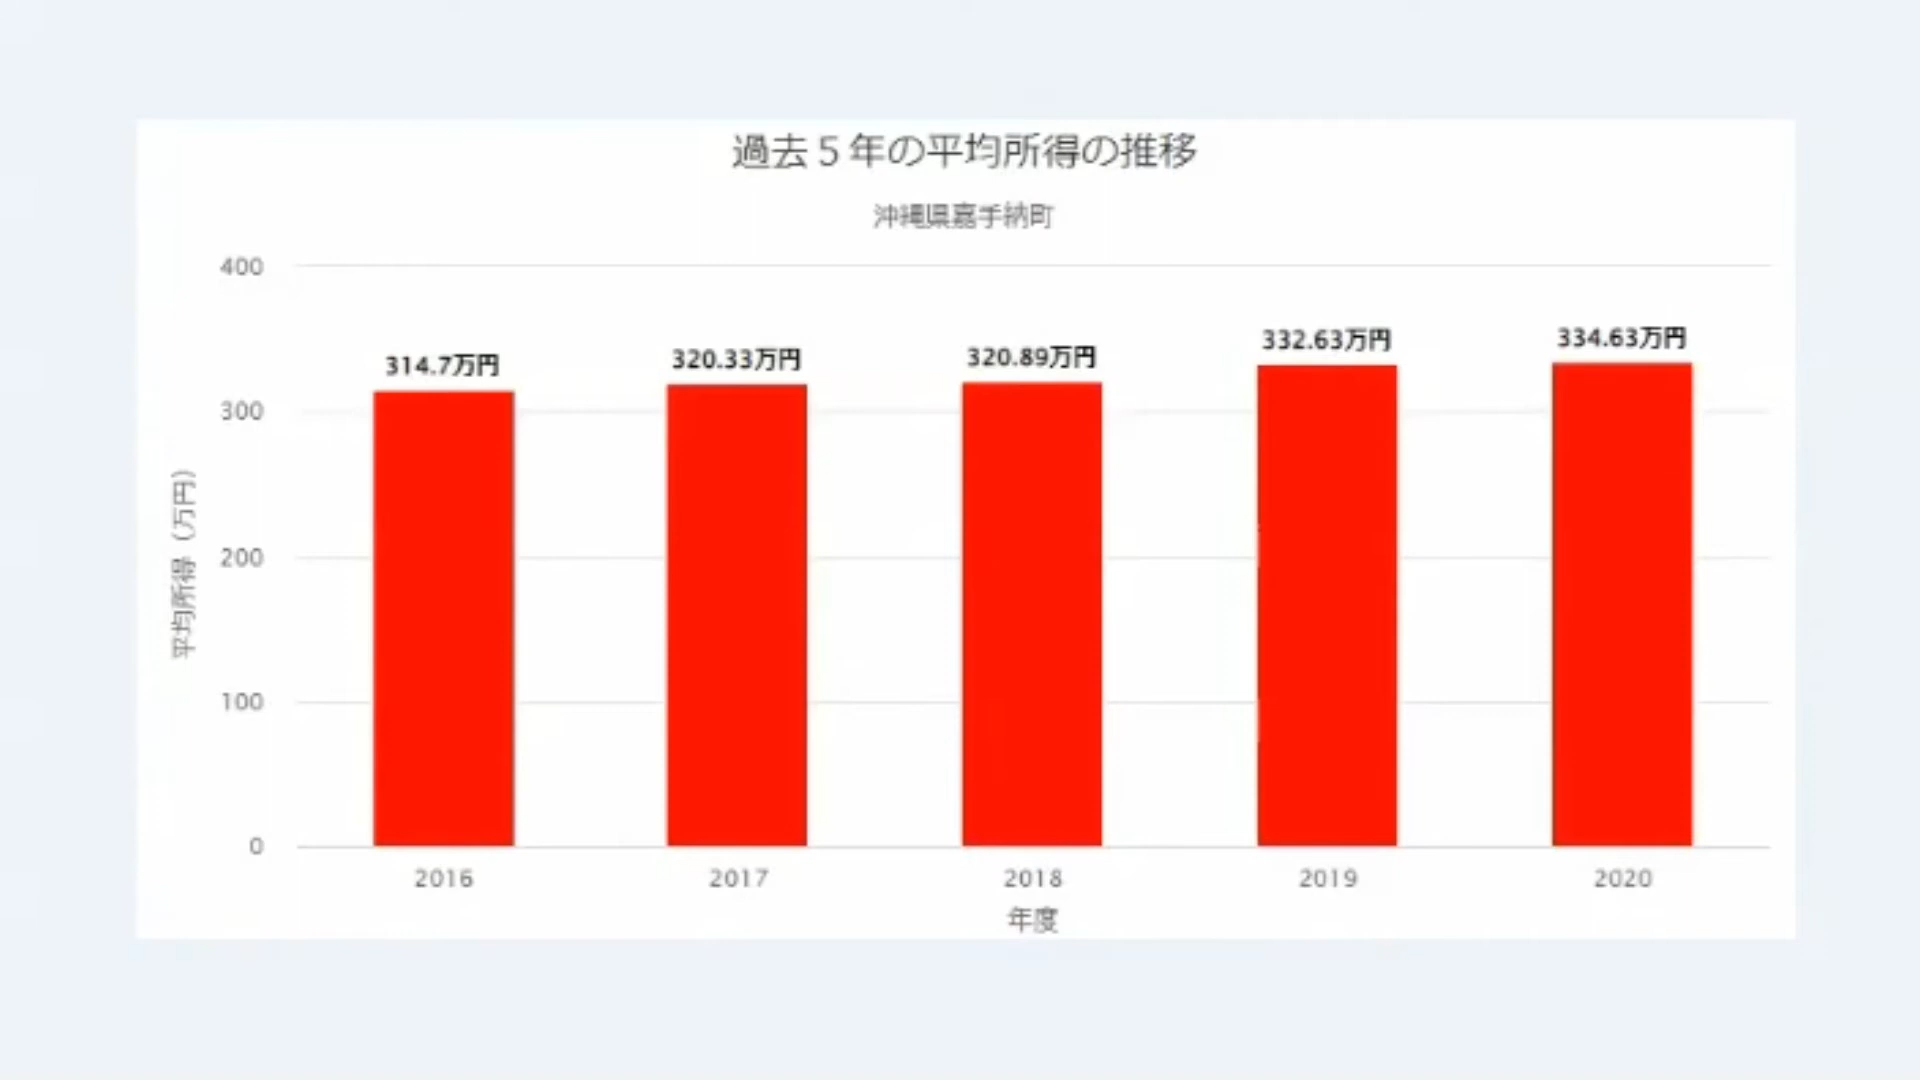 過去５年の平均所得の推移
沖縄県嘉手納町
400
300
200
100
0
平均所得（万円）
314.7万円
320.33万円
320.89万円
332.63万円
334.63万円
2016
2017
2018
2019
2020
年度